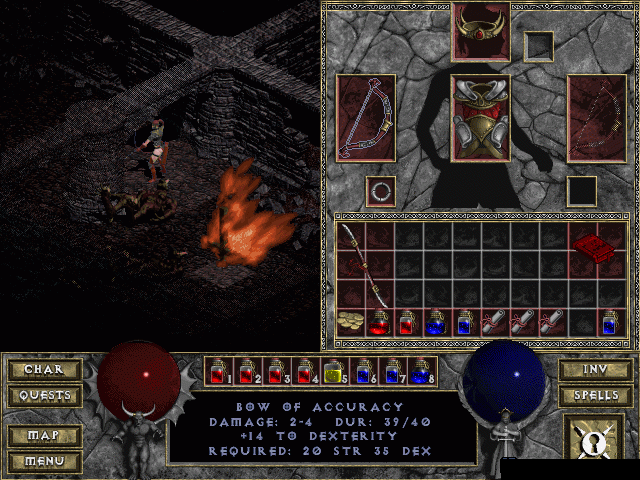 CHAR
QUESTS
MAP
MENU
1 2 3 4 5 6 7 8
INV
SPELLS
BOW OF ACCURACY
DAMAGE: 2-4 DUR: 39/40
+14 TO DEXTERITY
REQUIRED: 20 STR 35 DEX